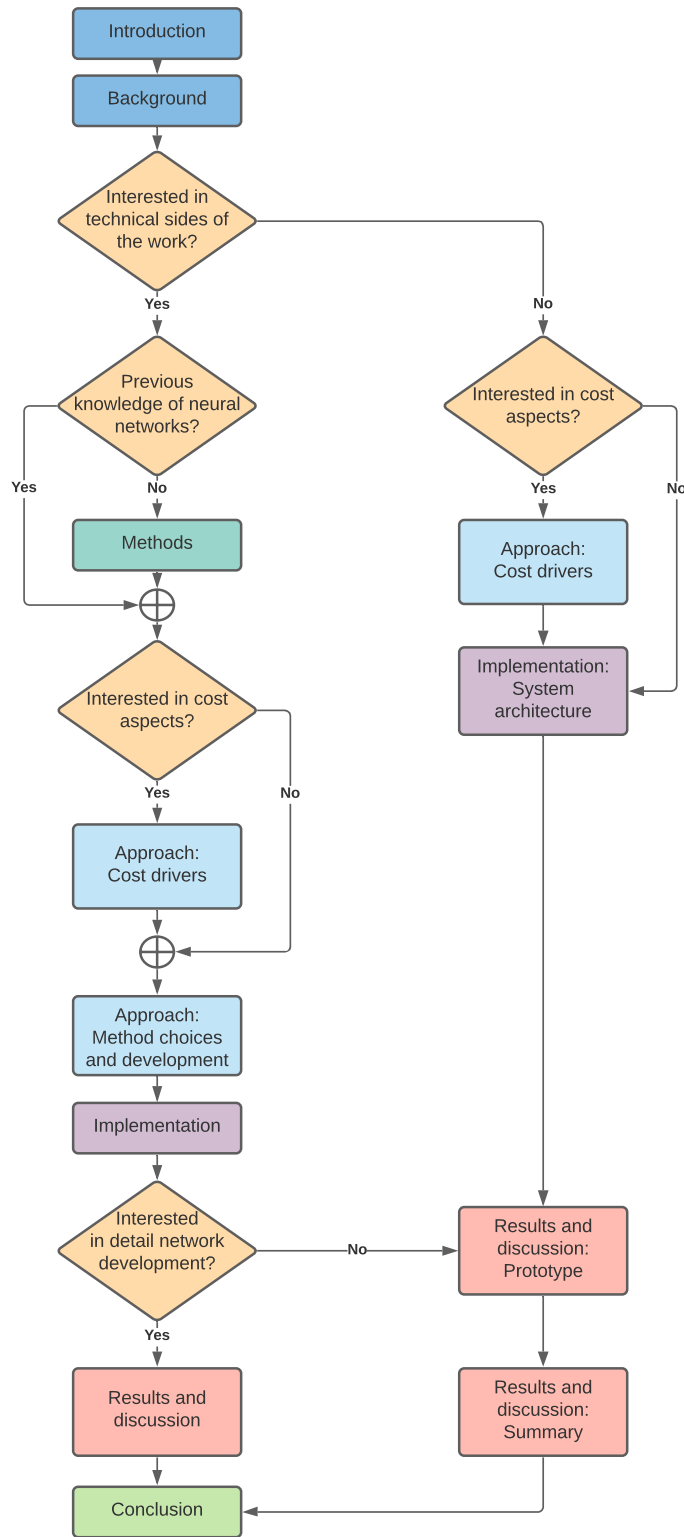 Introduction
Background
Interested in
technical sides of
the work?
Yes
No
Previous
knowledge of neural
networks?
Interested in cost
aspects?
Yes
No
Yes
No
Methods
Approach:
Cost drivers
Implementation:
System
architecture
Interested in cost
aspects?
Yes
No
Approach:
Cost drivers
Approach:
Method choices
and development
Implementation
Interested
in detail network
development?
No
Results and
discussion:
Prototype
Yes
Results and
discussion
Results and
discussion:
Summary
Conclusion